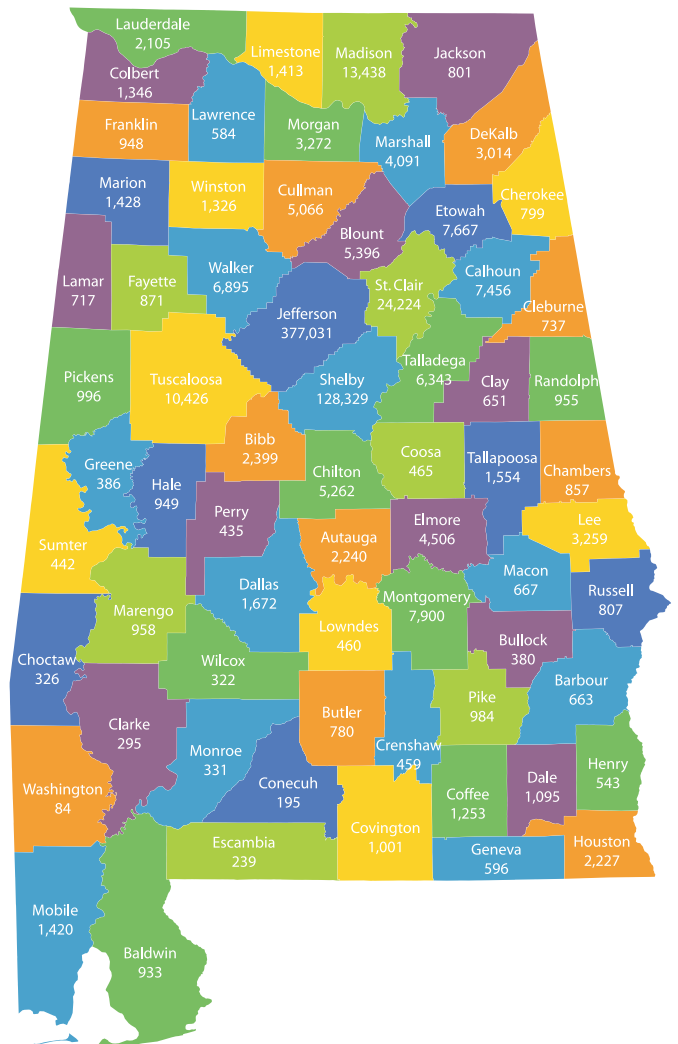 Lauderdale
2,105
Limestone
1,413
Madison
13,438
Jackson
801
Colbert
1,346
Lawrence
584
Franklin
948
Morgan
3,272
Marshall
4,091
DeKalb
3,014
Marion
1,428
Winston
1,326
Cullman
5,066
Cherokee
799
Etowah
7,667
Blount
5,396
Walker
6,895
Calhoun
7,456
Lamar
717
Fayette
871
St. Clair
24,224
Cleburne
737
Jefferson
377,031
Talladega
6,343
Pickens
996
Tuscaloosa
10,426
Shelby
128,329
Clay
651
Randolph
955
Bibb
2,399
Greene
386
Hale
949
Chilton
5,262
Coosa
465
Tallapoosa
1,554
Chambers
857
Perry
435
Elmore
4,506
Lee
3,259
Sumter
442
Autauga
2,240
Dallas
1,672
Macon
667
Russell
807
Marengo
958
Montgomery
7,900
Lowndes
460
Bullock
380
Choctaw
326
Wilcox
322
Barbour
663
Clarke
295
Butler
780
Pike
984
Monroe
331
Crenshaw
459
Henry
543
Washington
84
Conecuh
195
Coffee
1,253
Dale
1,095
Escambia
239
Covington
1,001
Geneva
596
Houston
2,227
Mobile
1,420
Baldwin
933